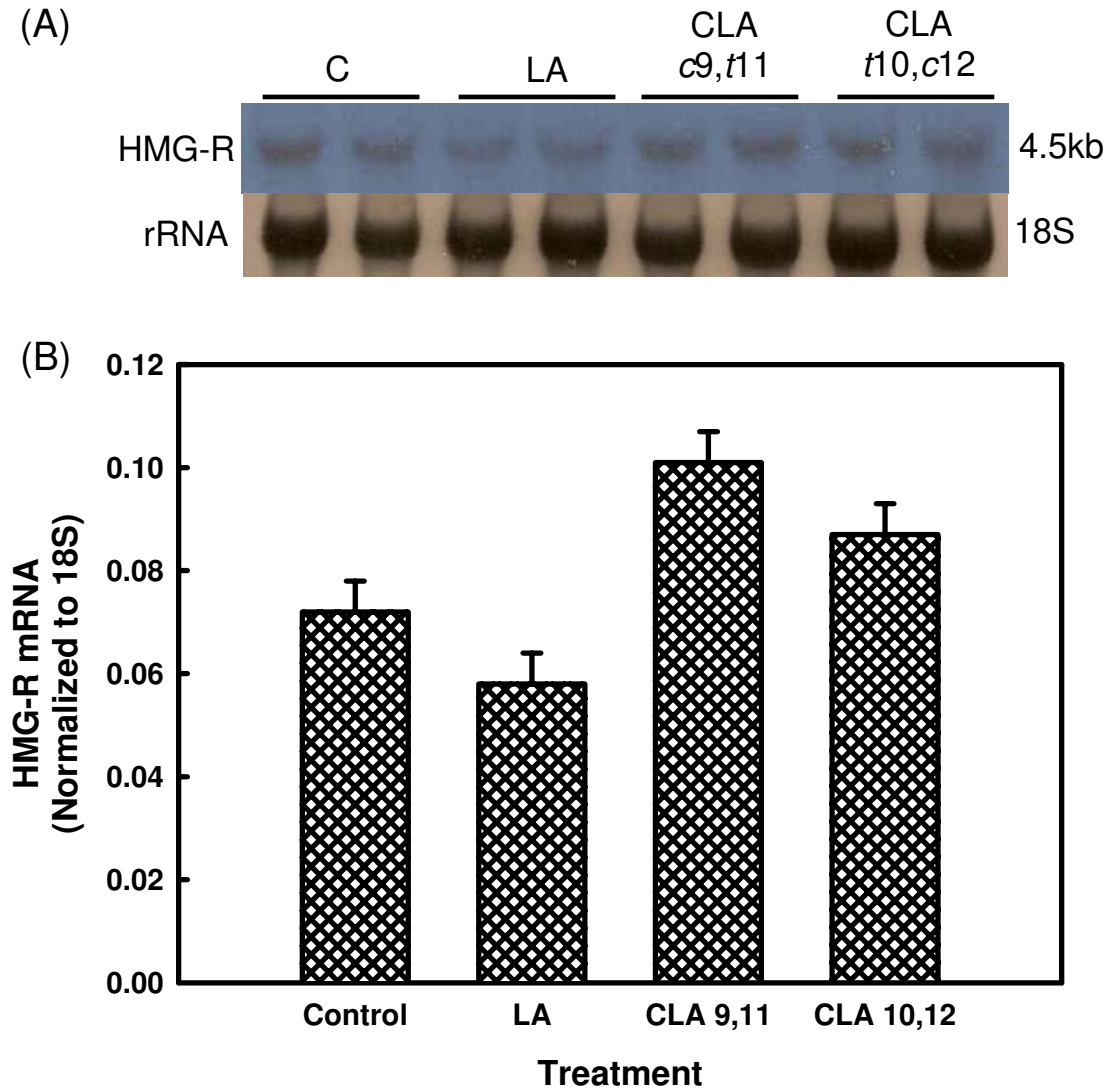 (A)
C
LA
CLA
c9,t11
CLA
t10,c12
HMG-R
4.5kb
rRNA
18S
(B)
0.12
0.10
0.08
0.06
0.04
0.02
0.00
HMG-R mRNA
(Normalized to 18S)
Control
LA
CLA 9,11
CLA 10,12
Treatment